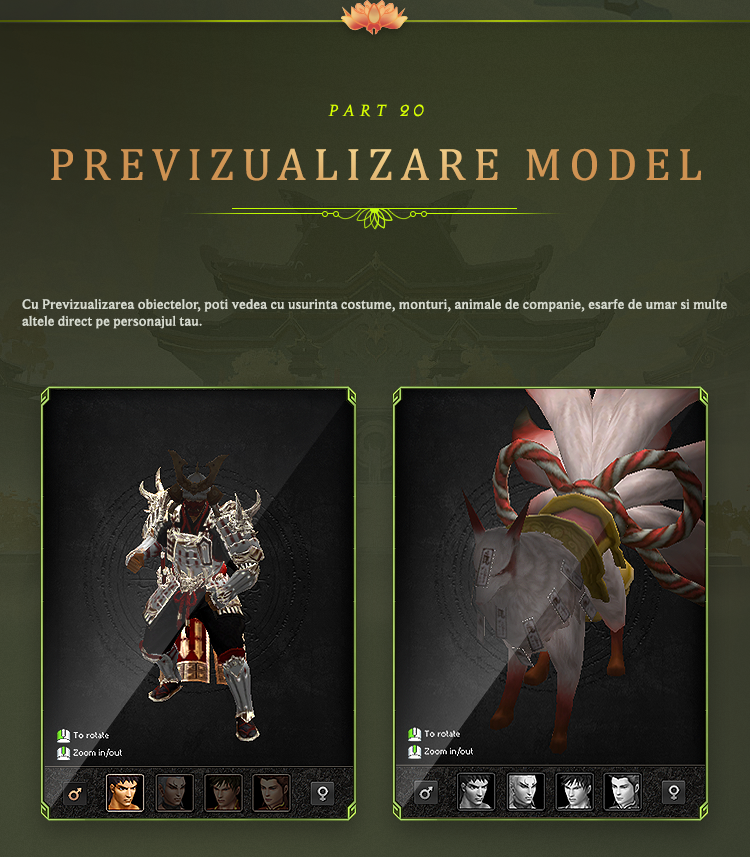 PART 20
PREVIZUALIZARE MODEL
Cu Previzualizarea obiectelor, poti vedea cu usurinta costume, monturi, animale de companie, esarfe de umar si multe
altele direct pe personajul tau.
To rotate
Zoom in/out
To rotate
Zoom in/out